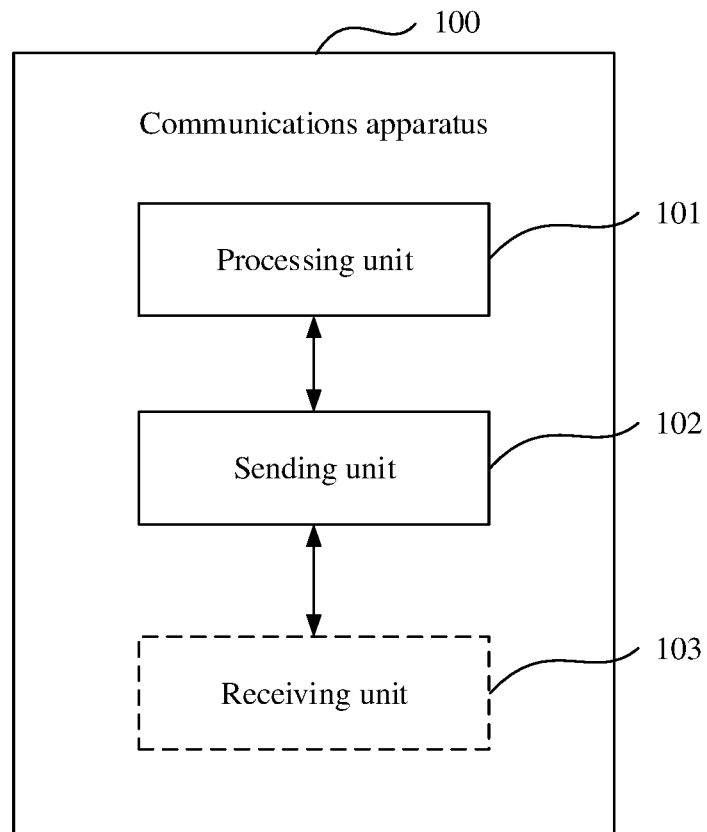 100
Communications apparatus
101
Processing unit
102
Sending unit
103
Receiving unit